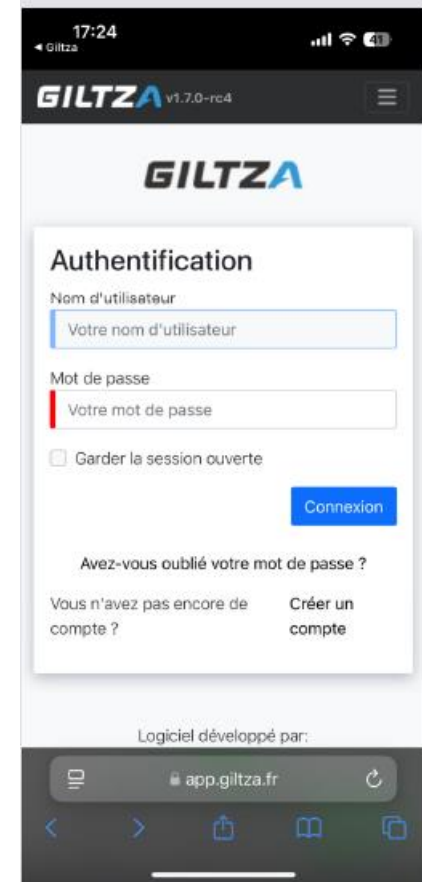 17:24
◀ Giltza
41
GILTZA v1.7.0-rc4
GILTZA
Authentification
Nom d'utilisateur
Votre nom d'utilisateur
Mot de passe
Votre mot de passe
Garder la session ouverte
Connexion
Avez-vous oublié votre mot de passe ?
Vous n'avez pas encore de
compte ?
Créer un
compte
Logiciel développé par:
app.giltza.fr